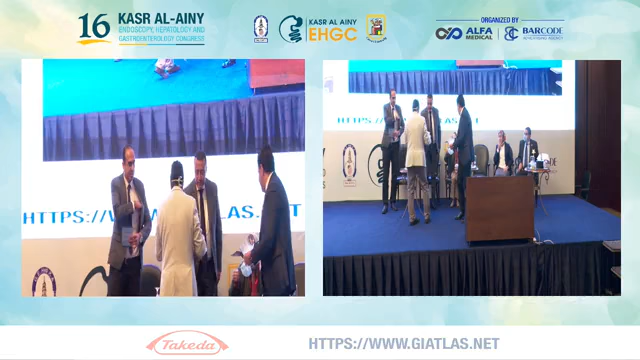 16 KASR AL-AINY
ENDOSCOPY, HEPATOLOGY AND
GASTROENTEROLOGY CONGRESS
KASR AL AINY
EHGC
ORGANIZED BY
ALFA
MEDICAL
BARCODE
HTTPS://WWW.GIATLAS.NET
Takeda
HTTPS://WWW.GIATLAS.NET